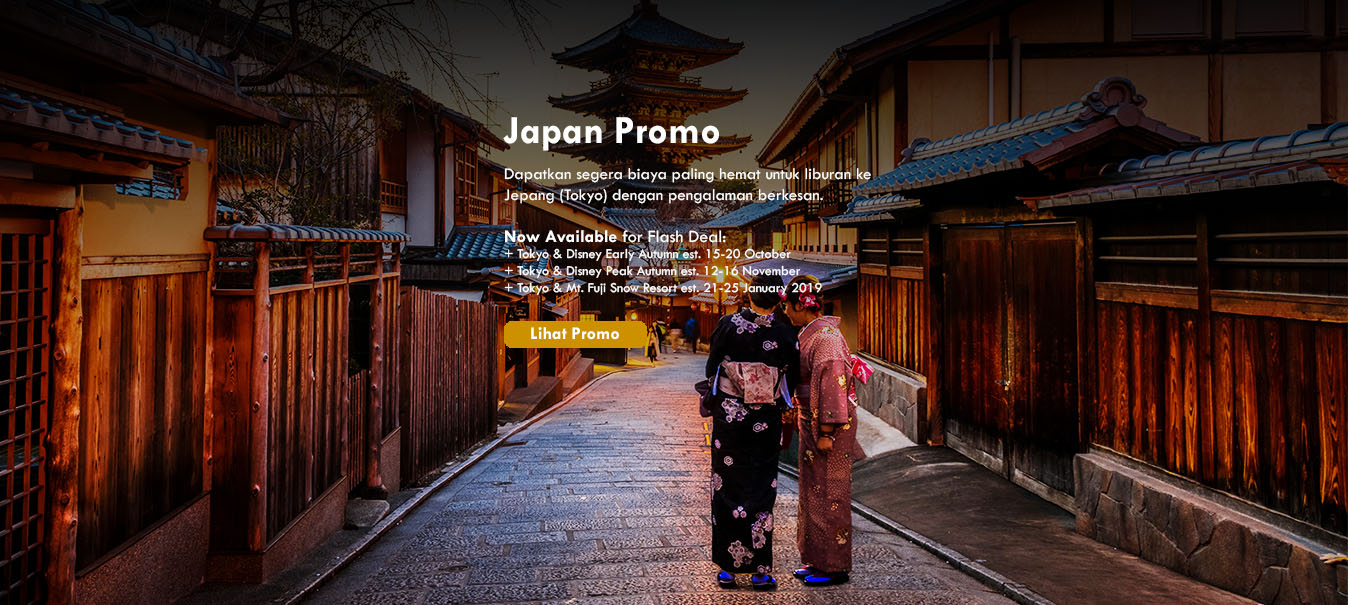 Japan Promo
Dapatkan segera biaya paling hemat untuk liburan ke
Jepang (Tokyo) dengan pengalaman berkesan.
Now Available for Flash Deal:
+ Tokyo & Disney Early Autumn est. 15-20 October
+ Tokyo & Disney Peak Autumn est. 12-16 November
+ Tokyo & Mt. Fuji Snow Resort est. 21-25 January 2019
Lihat Promo